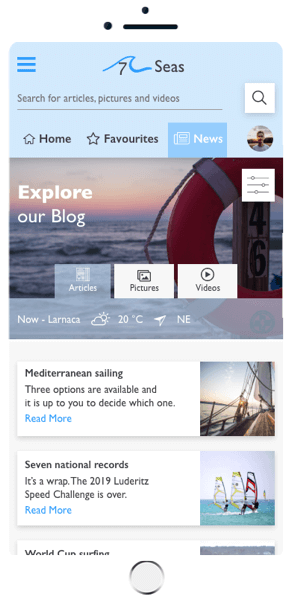 7 Seas
Search for articles, pictures and videos
Home Favourites News
Explore
our Blog
46
Articles Pictures Videos
Now - Larnaca 20 °C NE
Mediterranean sailing
Three options are available and
it is up to you to decide which one.
Read More
Seven national records
It's a wrap. The 2019 Luderitz
Speed Challenge is over.
Read More
World Cup surfing